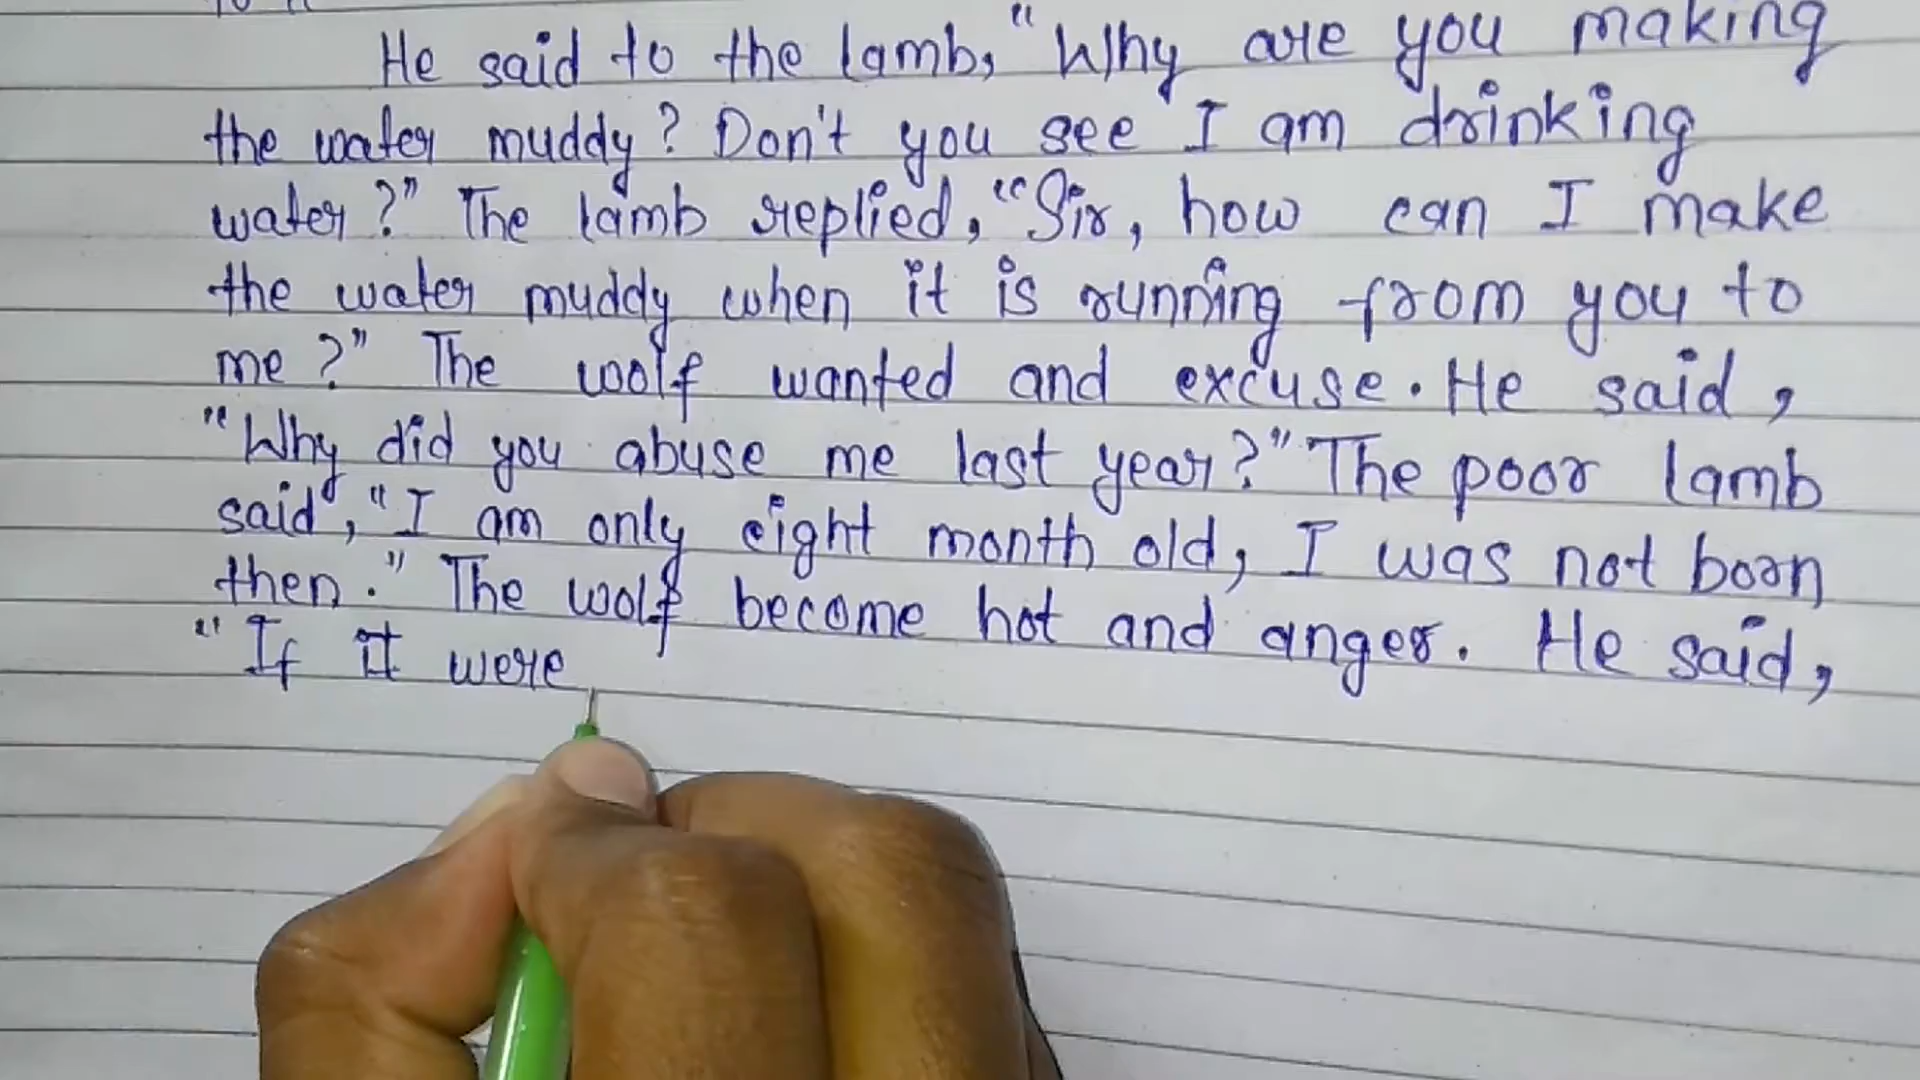 He said to the lamb, "Why are you making
the water muddy? Don't you see I am drinking
water?" The lamb replied, "Sir, how can I make
the water muddy when it is running from you to
me?" The woolf wanted and excuse. He said,
"Why did you abuse me last year?" The poor lamb
said, "I am only eight month old, I was not born
then." The wolf become hot and anger. He said,
"If it were